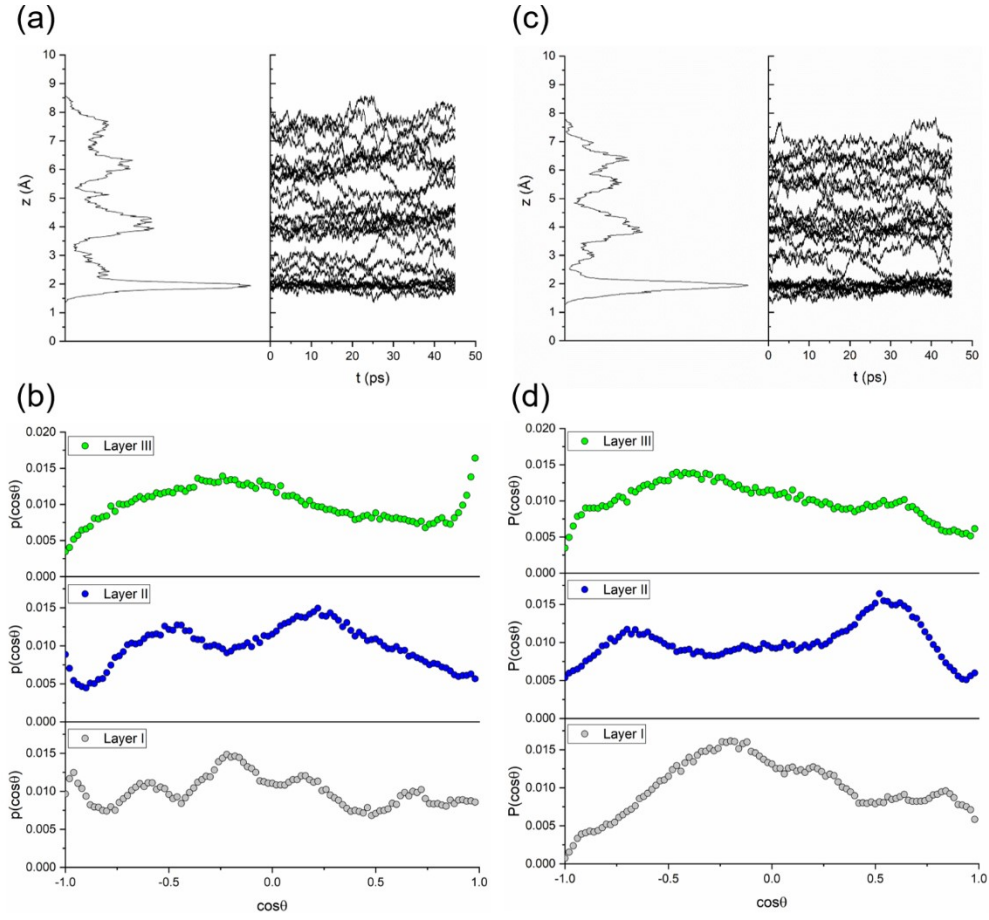 (a)
10
9
8
7
6
5
4
3
2
1
0
z (Å)
0 10 20 30 40 50
t (ps)
(c)
10
9
8
7
6
5
4
3
2
1
0
z (Å)
0 10 20 30 40 50
t (ps)
(b)
0.020
0.015
0.010
0.005
0.000
p(cosθ)
Layer III
0.015
0.010
0.005
0.000
p(cosθ)
Layer II
0.015
0.010
0.005
0.000
p(cosθ)
Layer I
-1.0 -0.5 0.0 0.5 1.0
cosθ
(d)
0.020
0.015
0.010
0.005
0.000
P(cosθ)
Layer III
0.015
0.010
0.005
0.000
P(cosθ)
Layer II
0.015
0.010
0.005
0.000
P(cosθ)
Layer I
-1.0 -0.5 0.0 0.5 1.0
cosθ